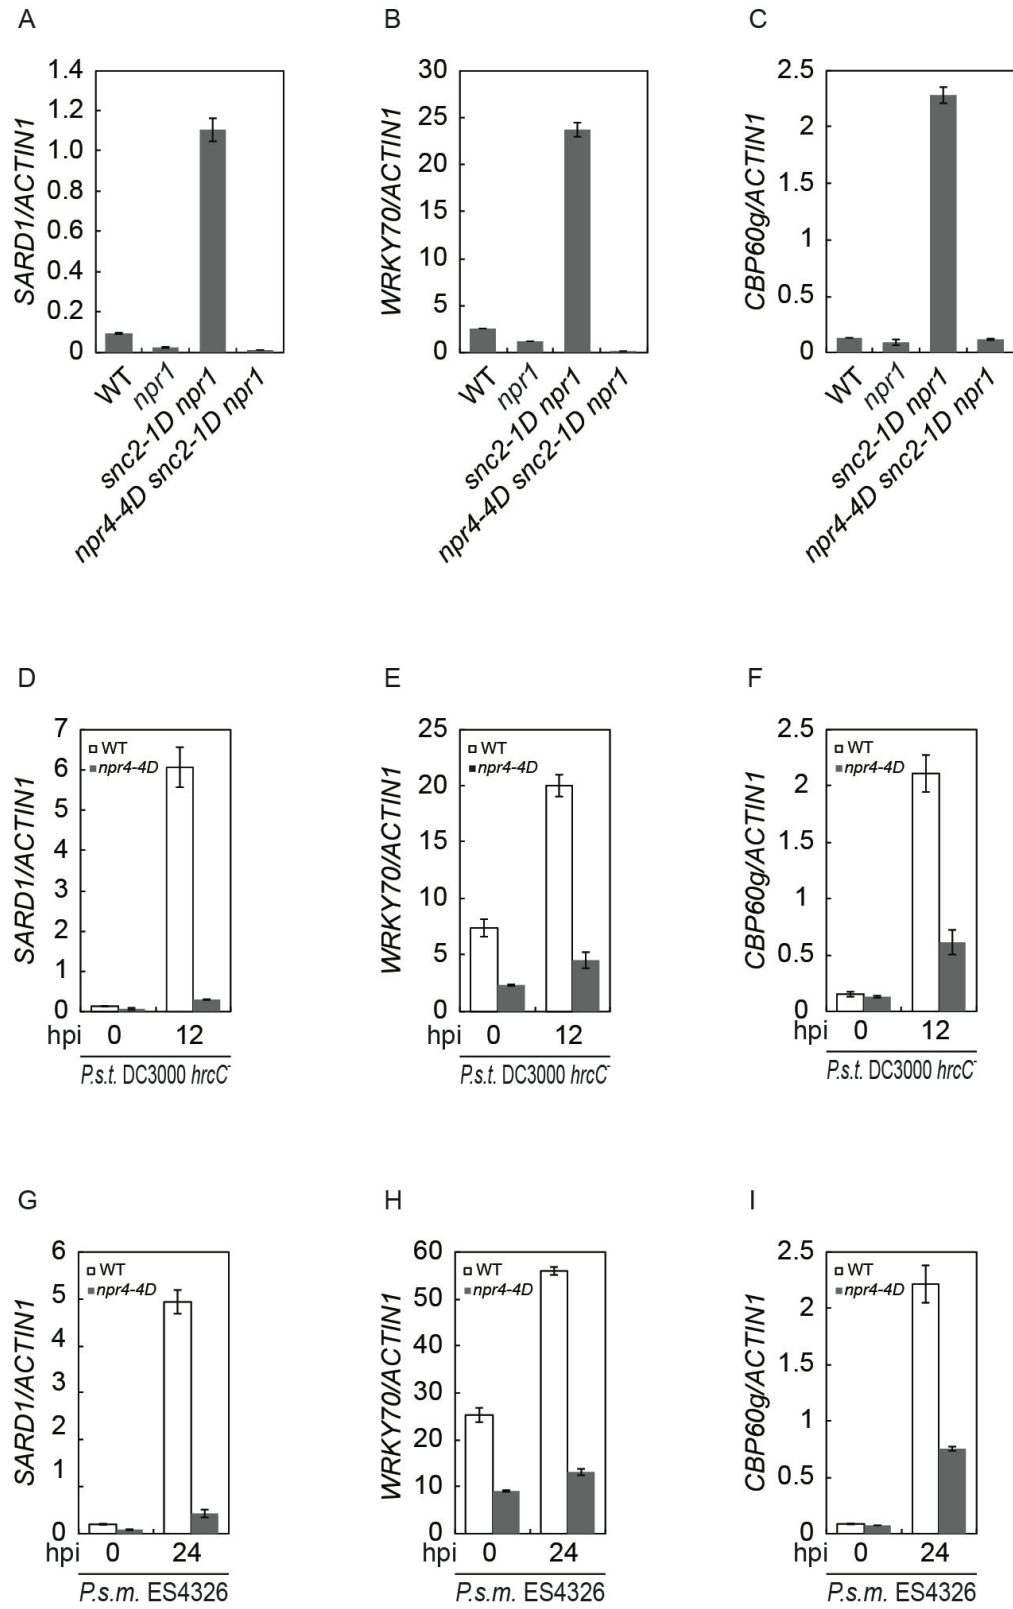 A
SARD1/ACTIN1
1.4
1.2
1.0
0.8
0.6
0.4
0.2
0
WT
npr1
snc2-1D npr1
npr4-4D snc2-1D npr1
B
WRKY70/ACTIN1
30
25
20
15
10
5
0
WT
npr1
snc2-1D npr1
npr4-4D snc2-1D npr1
C
CBP60g/ACTIN1
2.5
2
1.5
1
0.5
0
WT
npr1
snc2-1D npr1
npr4-4D snc2-1D npr1
D
SARD1/ACTIN1
7
6
5
4
3
2
1
0
WT
npr4-4D
hpi 0 12
P.s.t. DC3000 hrcC-
E
WRKY70/ACTIN1
25
20
15
10
5
0
WT
npr4-4D
hpi 0 12
P.s.t. DC3000 hrcC-
F
CBP60g/ACTIN1
2.5
2
1.5
1
0.5
0
WT
npr4-4D
hpi 0 12
P.s.t. DC3000 hrcC-
G
SARD1/ACTIN1
6
5
4
3
2
1
0
WT
npr4-4D
hpi 0 24
P.s.m. ES4326
H
WRKY70/ACTIN1
60
50
40
30
20
10
0
WT
npr4-4D
hpi 0 24
P.s.m. ES4326
I
CBP60g/ACTIN1
2.5
2
1.5
1
0.5
0
WT
npr4-4D
hpi 0 24
P.s.m. ES4326